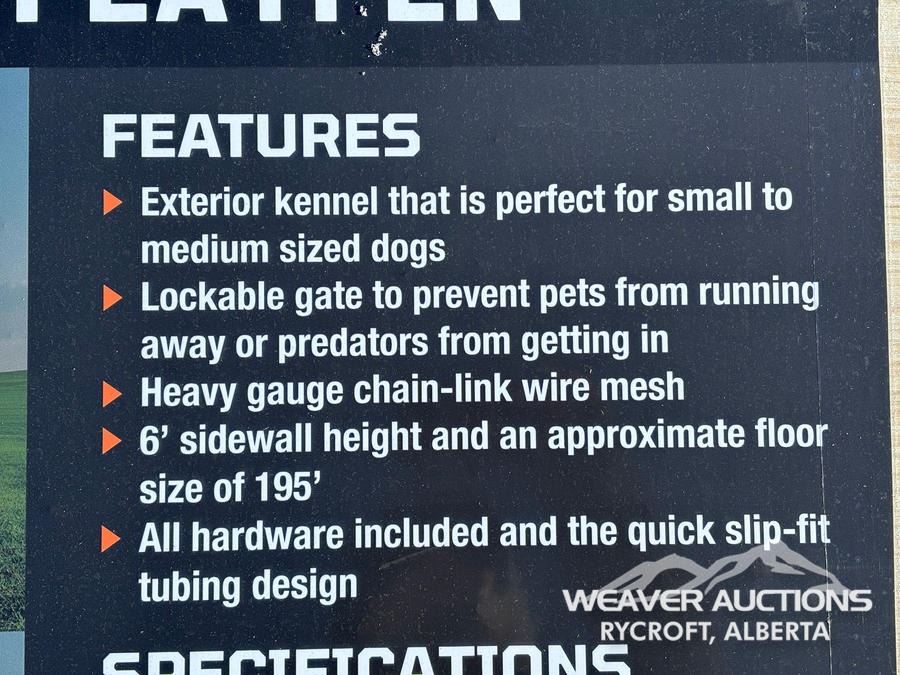 FEATURES
Exterior kennel that is perfect for small to
medium sized dogs
Lockable gate to prevent pets from running
away or predators from getting in
Heavy gauge chain-link wire mesh
6’ sidewall height and an approximate floor
size of 195’
All hardware included and the quick slip-fit
tubing design
WEAVER AUCTIONS
RYCROFT, ALBERTA
SPECIFICATIONS